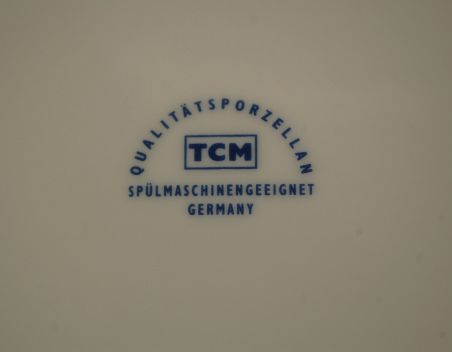 QUALITÄTSPORZELLAN
TCM
SPÜLMASCHINENGEEIGNET
GERMANY